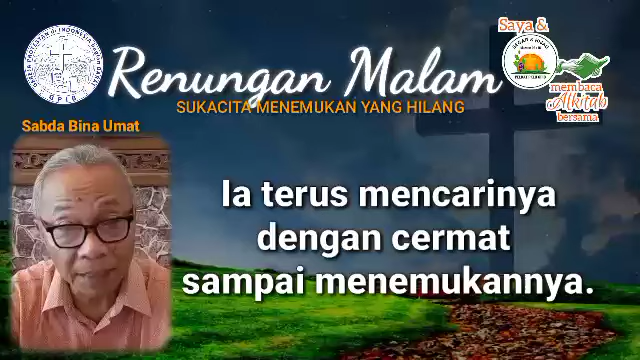 Saya &
Renungan Malam
SUKACITA MENEMUKAN YANG HILANG
membaca
Alkitab
bersama
Sabda Bina Umat
Ia terus mencarinya
dengan cermat
sampai menemukannya.